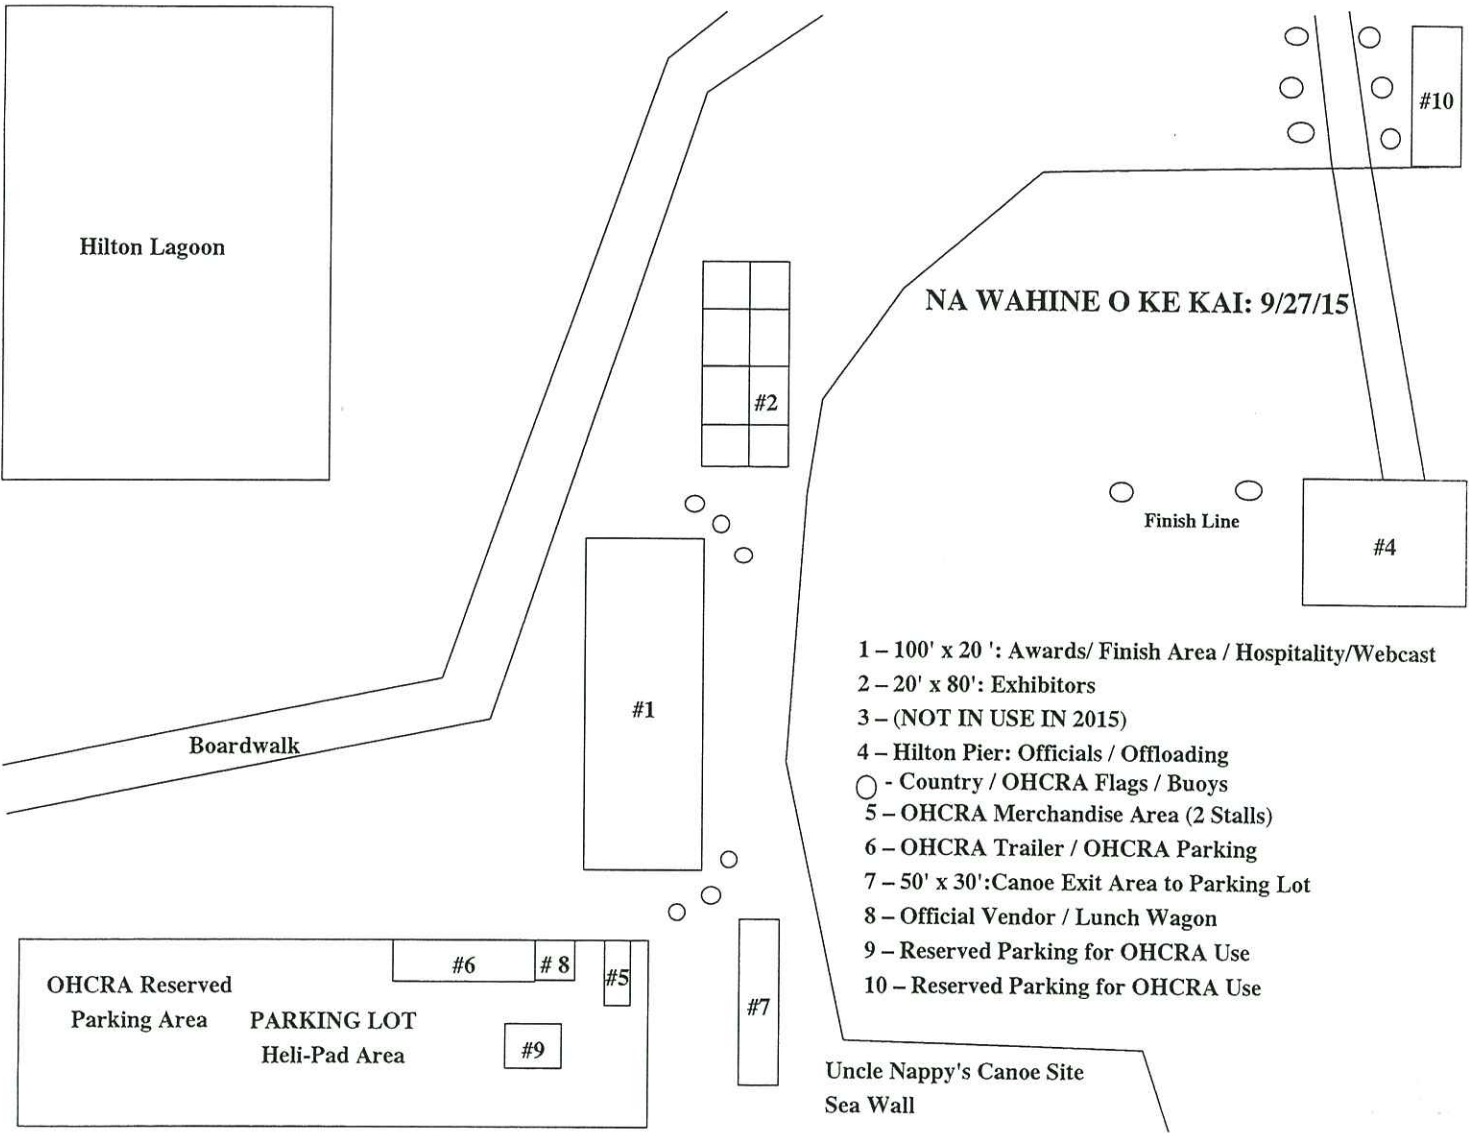 #10
Hilton Lagoon
NA WAHINE O KE KAI: 9/27/15
#2
Finish Line
#4
1 – 100' x 20 ': Awards/ Finish Area / Hospitality/Webcast
2 – 20' x 80': Exhibitors
3 – (NOT IN USE IN 2015)
4 – Hilton Pier: Officials / Offloading
- Country / OHCRA Flags / Buoys
5 – OHCRA Merchandise Area (2 Stalls)
6 – OHCRA Trailer / OHCRA Parking
7 – 50' x 30':Canoe Exit Area to Parking Lot
8 – Official Vendor / Lunch Wagon
9 – Reserved Parking for OHCRA Use
10 – Reserved Parking for OHCRA Use
#1
Boardwalk
#6
# 8
#5
OHCRA Reserved
Parking Area
PARKING LOT
Heli-Pad Area
#9
#7
Uncle Nappy's Canoe Site
Sea Wall